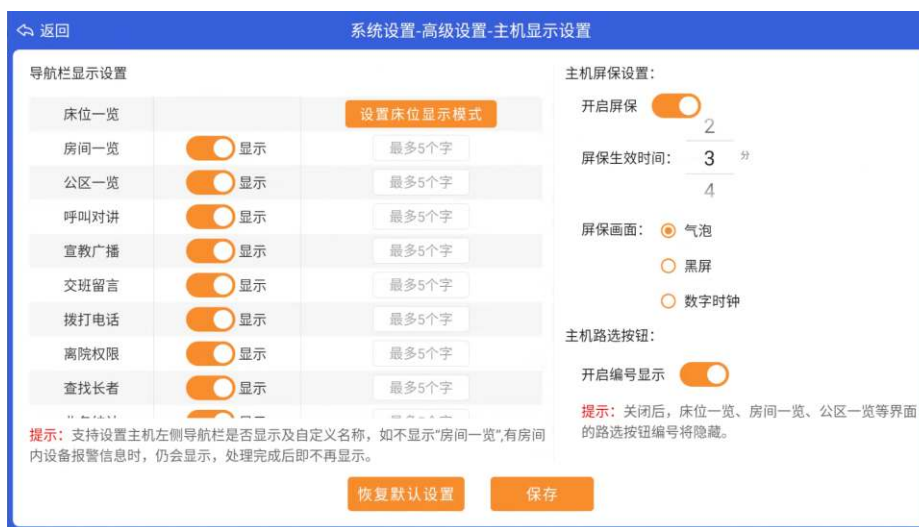 返回
系统设置-高级设置-主机显示设置
导航栏显示设置
床位一览 设置床位显示模式
房间一览 显示 最多5个字
公区一览 显示 最多5个字
呼叫对讲 显示 最多5个字
宣教广播 显示 最多5个字
交班留言 显示 最多5个字
拨打电话 显示 最多5个字
离院权限 显示 最多5个字
查找长者 显示 最多5个字
提示：支持设置主机左侧导航栏是否显示及自定义名称，如不显示“房间一览”,有房间
内设备报警信息时，仍会显示，处理完成后即不再显示。
主机屏保设置：
开启屏保
2
屏保生效时间： 3 分
4
屏保画面： 气泡
黑屏
数字时钟
主机路选按钮：
开启编号显示
提示：关闭后，床位一览、房间一览、公区一览等界面
的路选按钮编号将隐藏。
恢复默认设置 保存